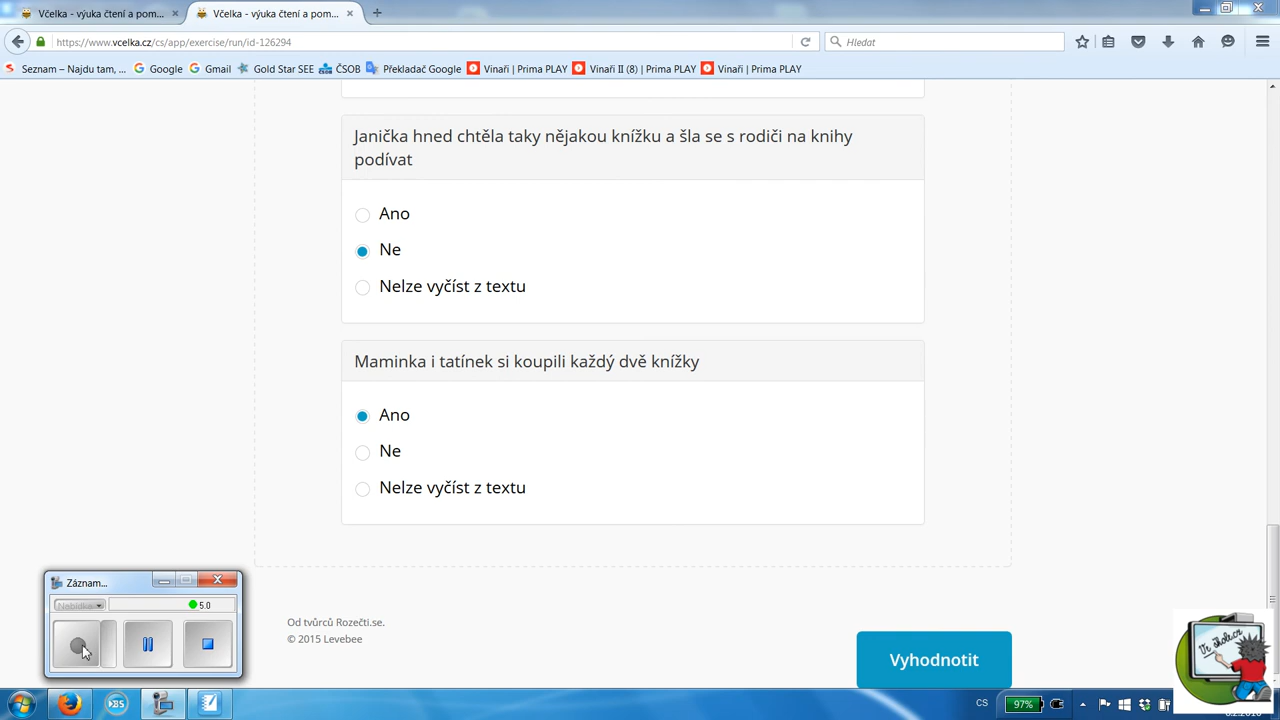 Včelka - výuka čtení a pom...
Včelka - výuka čtení a pom...
https://www.vcelka.cz/cs/app/exercise/run/id-126294
Hledat
Seznam – Najdu tam, ...
Google
Gmail
Gold Star SEE
ČSOB
Překladač Google
Vinaři | Prima PLAY
Vinaři II (8) | Prima PLAY
Vinaři | Prima PLAY
Janička hned chtěla taky nějakou knížku a šla se s rodiči na knihy
podívat
Ano
Ne
Nelze vyčíst z textu
Maminka i tatínek si koupili každý dvě knížky
Ano
Ne
Nelze vyčíst z textu
Záznam...
Nabídka
5.0
Od tvůrců Rozečti.se.
© 2015 Levebee
Vyhodnotit
CS
97%